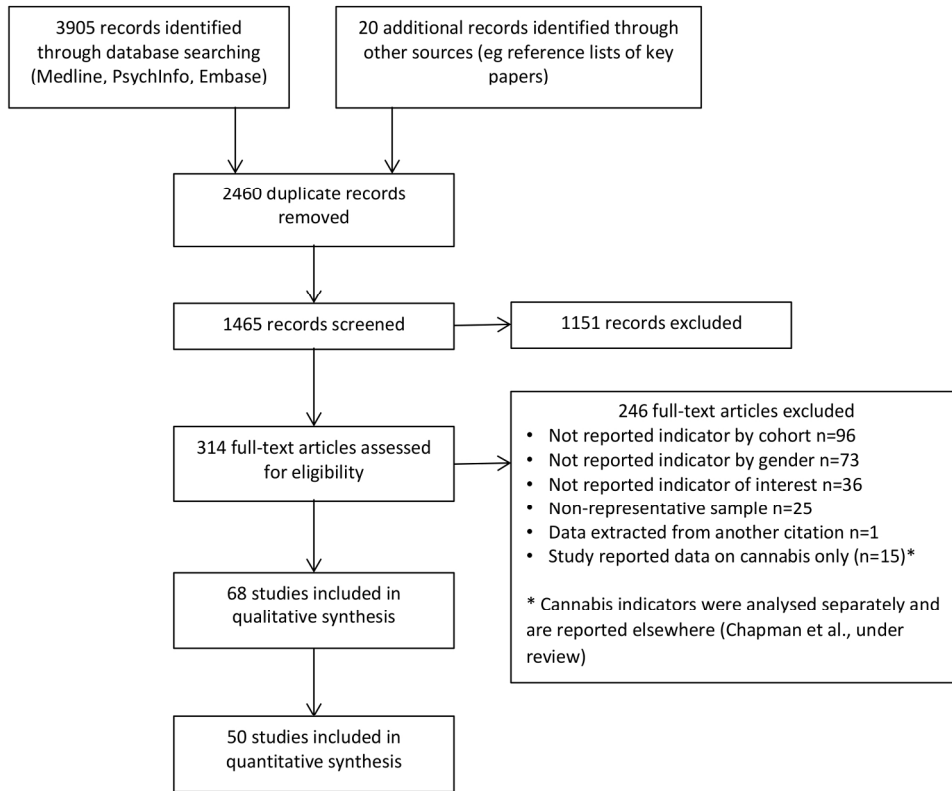 3905 records identified
through database searching
(Medline, PsychInfo, Embase)
20 additional records identified through
other sources (eg reference lists of key
papers)
2460 duplicate records
removed
1465 records screened
1151 records excluded
314 full-text articles assessed
for eligibility
246 full-text articles excluded
• Not reported indicator by cohort n=96
• Not reported indicator by gender n=73
• Not reported indicator of interest n=36
• Non-representative sample n=25
• Data extracted from another citation n=1
• Study reported data on cannabis only (n=15)*
* Cannabis indicators were analysed separately and
are reported elsewhere (Chapman et al., under
review)
68 studies included in
qualitative synthesis
50 studies included in
quantitative synthesis